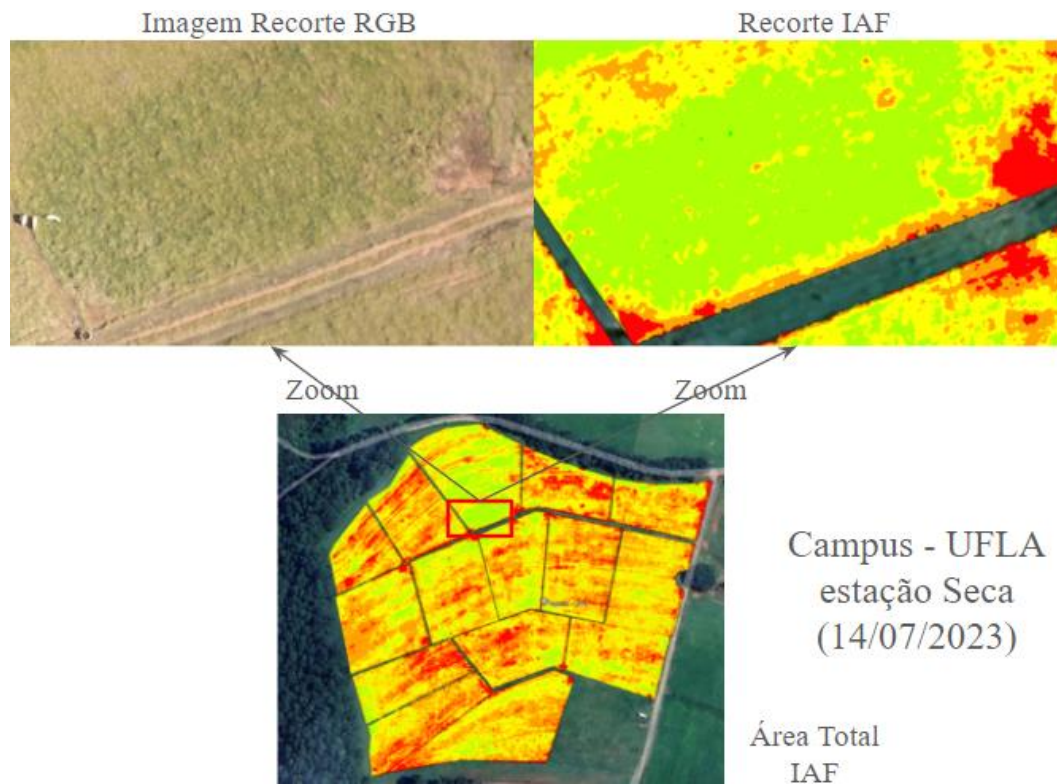 Imagem Recorte RGB
Recorte IAF
Zoom
Zoom
Campus - UFLA
estação Seca
(14/07/2023)
Área Total
IAF